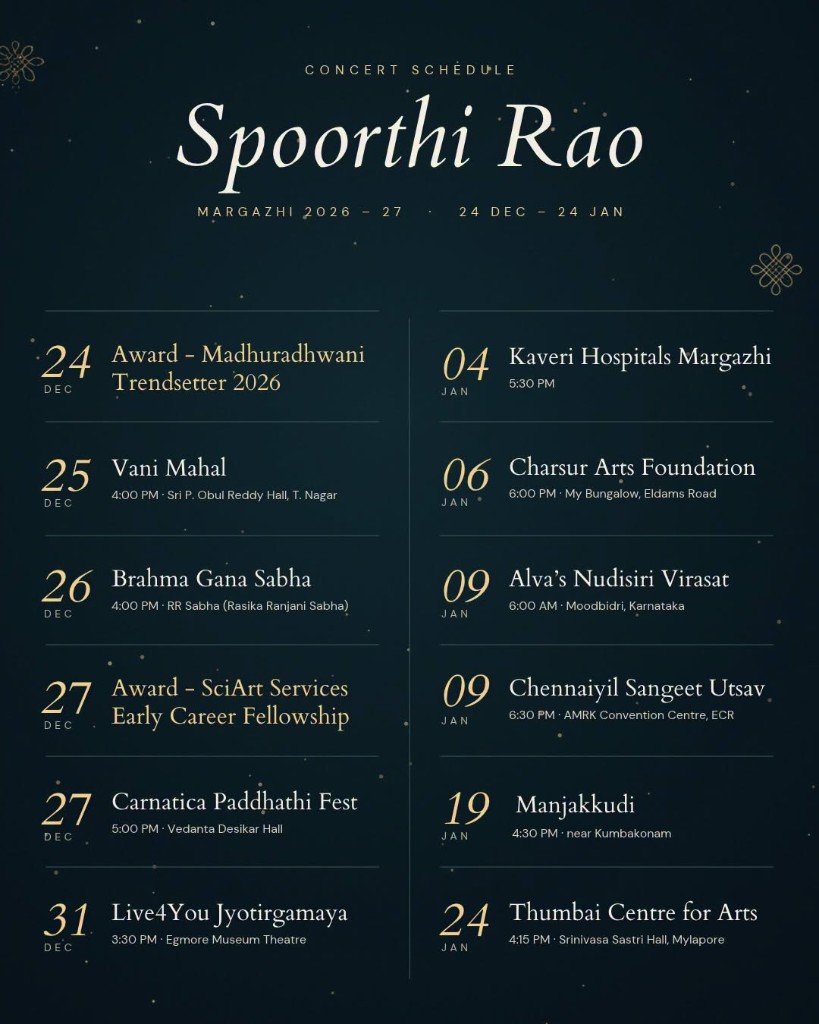 CONCERT SCHEDULE
Spoorthi Rao
MARGAZHI 2026 – 27 · 24 DEC – 24 JAN
24
DEC
Award – Madhuradhwani
Trendsetter 2026
25
DEC
Vani Mahal
4:00 PM · Sri P. Obul Reddy Hall, T. Nagar
26
DEC
Brahma Gana Sabha
4:00 PM · RR Sabha (Rasika Ranjani Sabha)
27
DEC
Award – SciArt Services
Early Career Fellowship
27
DEC
Carnatica Paddhathi Fest
5:00 PM · Vedanta Desikar Hall
31
DEC
Live4You Jyotirgamaya
3:30 PM · Egmore Museum Theatre
04
JAN
Kaveri Hospitals Margazhi
5:30 PM
06
JAN
Charsur Arts Foundation
6:00 PM · My Bungalow, Eldams Road
09
JAN
Alva’s Nudisiri Virasat
6:00 AM · Moodbidri, Karnataka
09
JAN
Chennaiyil Sangeet Utsav
6:30 PM · AMRK Convention Centre, ECR
19
JAN
Manjakkudi
4:30 PM · near Kumbakonam
24
JAN
Thumbai Centre for Arts
4:15 PM · Srinivasa Sastri Hall, Mylapore